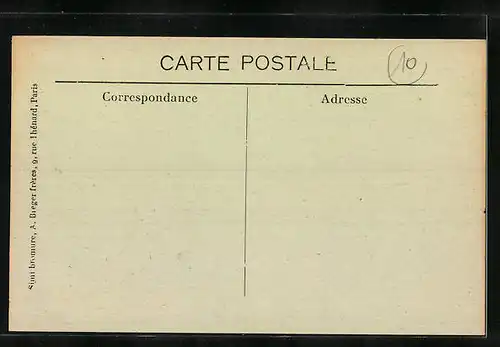 CARTE POSTALE
10
Correspondance
Adresse
Simili bromure, A. Breger frères, 9, rue Thénard, Paris